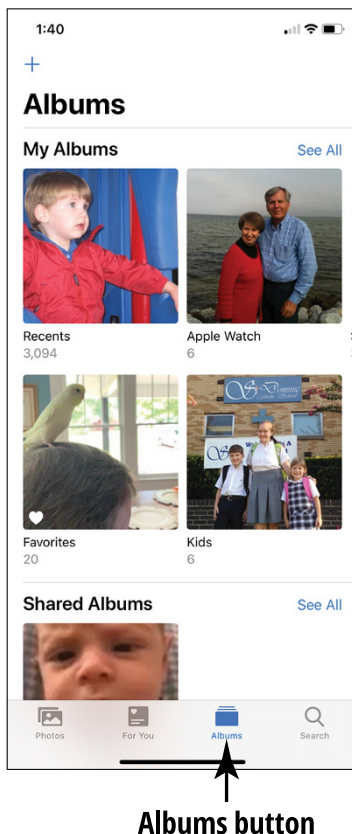 1:40
+
Albums
My Albums See All
Recents Apple Watch
3,094 6
Favorites Kids
20 6
Shared Albums See All
Photos For You Albums Search
Albums button